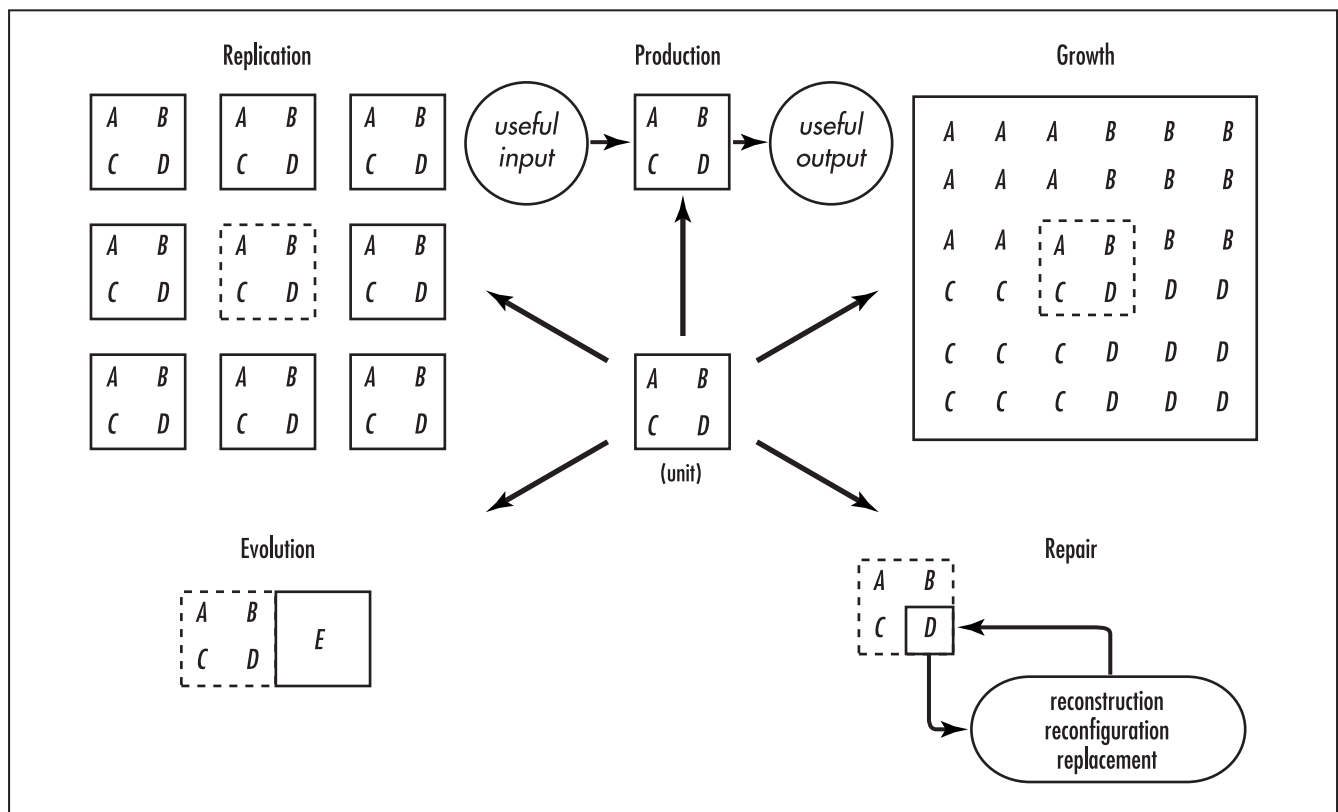 Replication
A B
C D
A B
C D
A B
C D
A B
C D
A B
C D
A B
C D
A B
C D
A B
C D
A B
C D
Production
useful
input
A B
C D
useful
output
Growth
A A A B B B
A A A B B B
A A A B B B
C C C D D D
C C C D D D
C C C D D D
A B
C D
(unit)
Evolution
A B
C D
E
Repair
A B
C D
reconstruction
reconfiguration
replacement